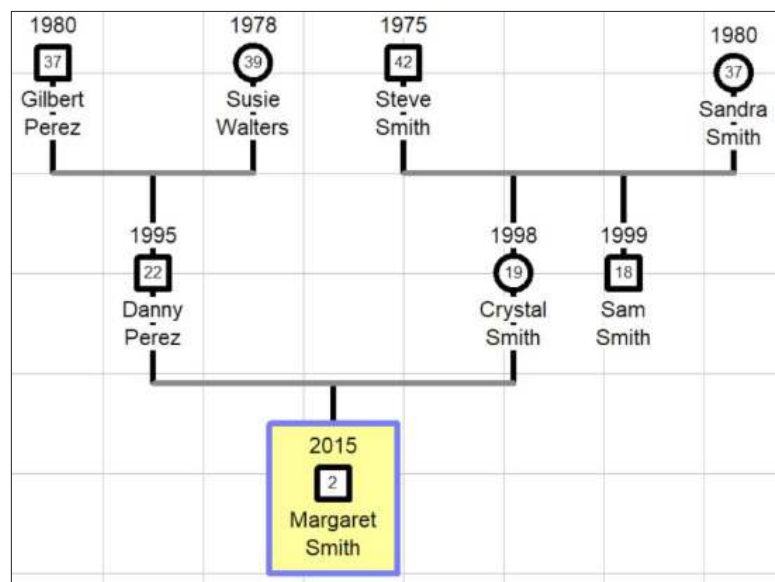 1980
1978
1975
1980
37
39
42
37
Gilbert
Perez
Susie
Walters
Steve
Smith
Sandra
Smith
1995
1998
1999
22
19
18
Danny
Perez
Crystal
Smith
Sam
Smith
2015
2
Margaret
Smith